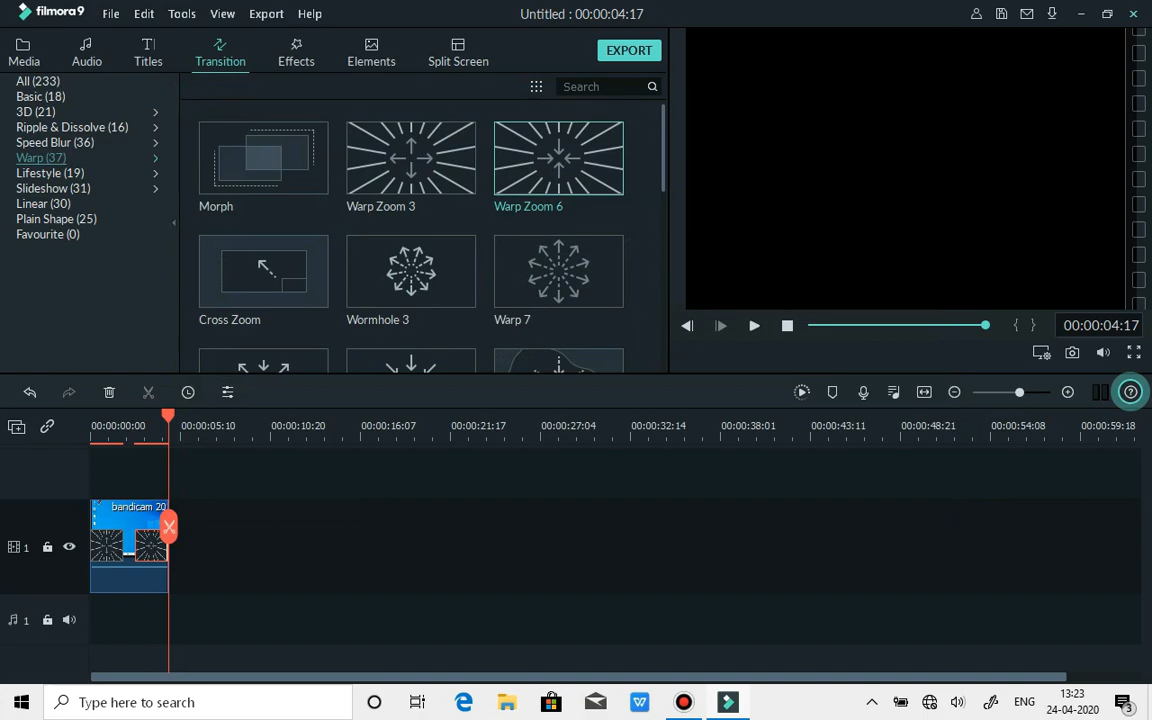 filmora9 File Edit Tools View Export Help Untitled : 00:00:04:17
Media Audio Titles Transition Effects Elements Split Screen EXPORT
All (233)
Basic (18)
3D (21)
Ripple & Dissolve (16)
Speed Blur (36)
Warp (37)
Lifestyle (19)
Slideshow (31)
Linear (30)
Plain Shape (25)
Favourite (0)
Search
Morph Warp Zoom 3 Warp Zoom 6
Cross Zoom Wormhole 3 Warp 7
00:00:04:17
00:00:00:00 00:00:05:10 00:00:10:20 00:00:16:07 00:00:21:17 00:00:27:04 00:00:32:14 00:00:38:01 00:00:43:11 00:00:48:21 00:00:54:08 00:00:59:18
bandicam 20
1
1
Type here to search
W
ENG
13:23
24-04-2020
3